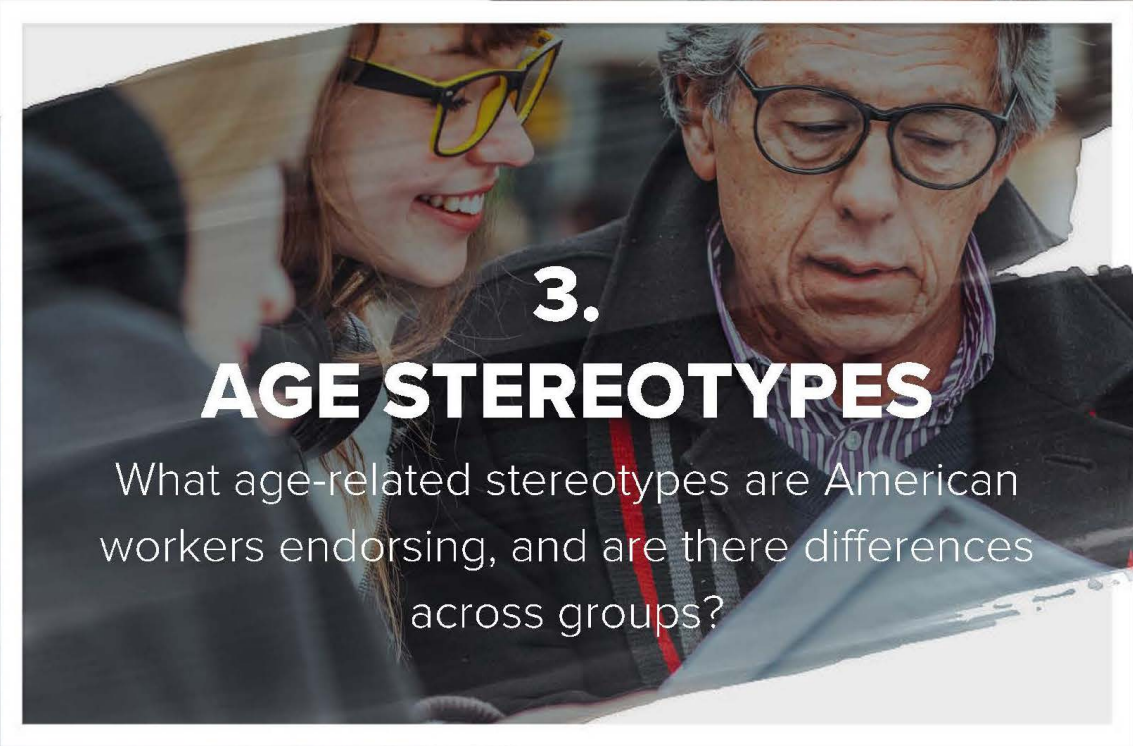 3.
AGE STEREOTYPES
What age-related stereotypes are American
workers endorsing, and are there differences
across groups?